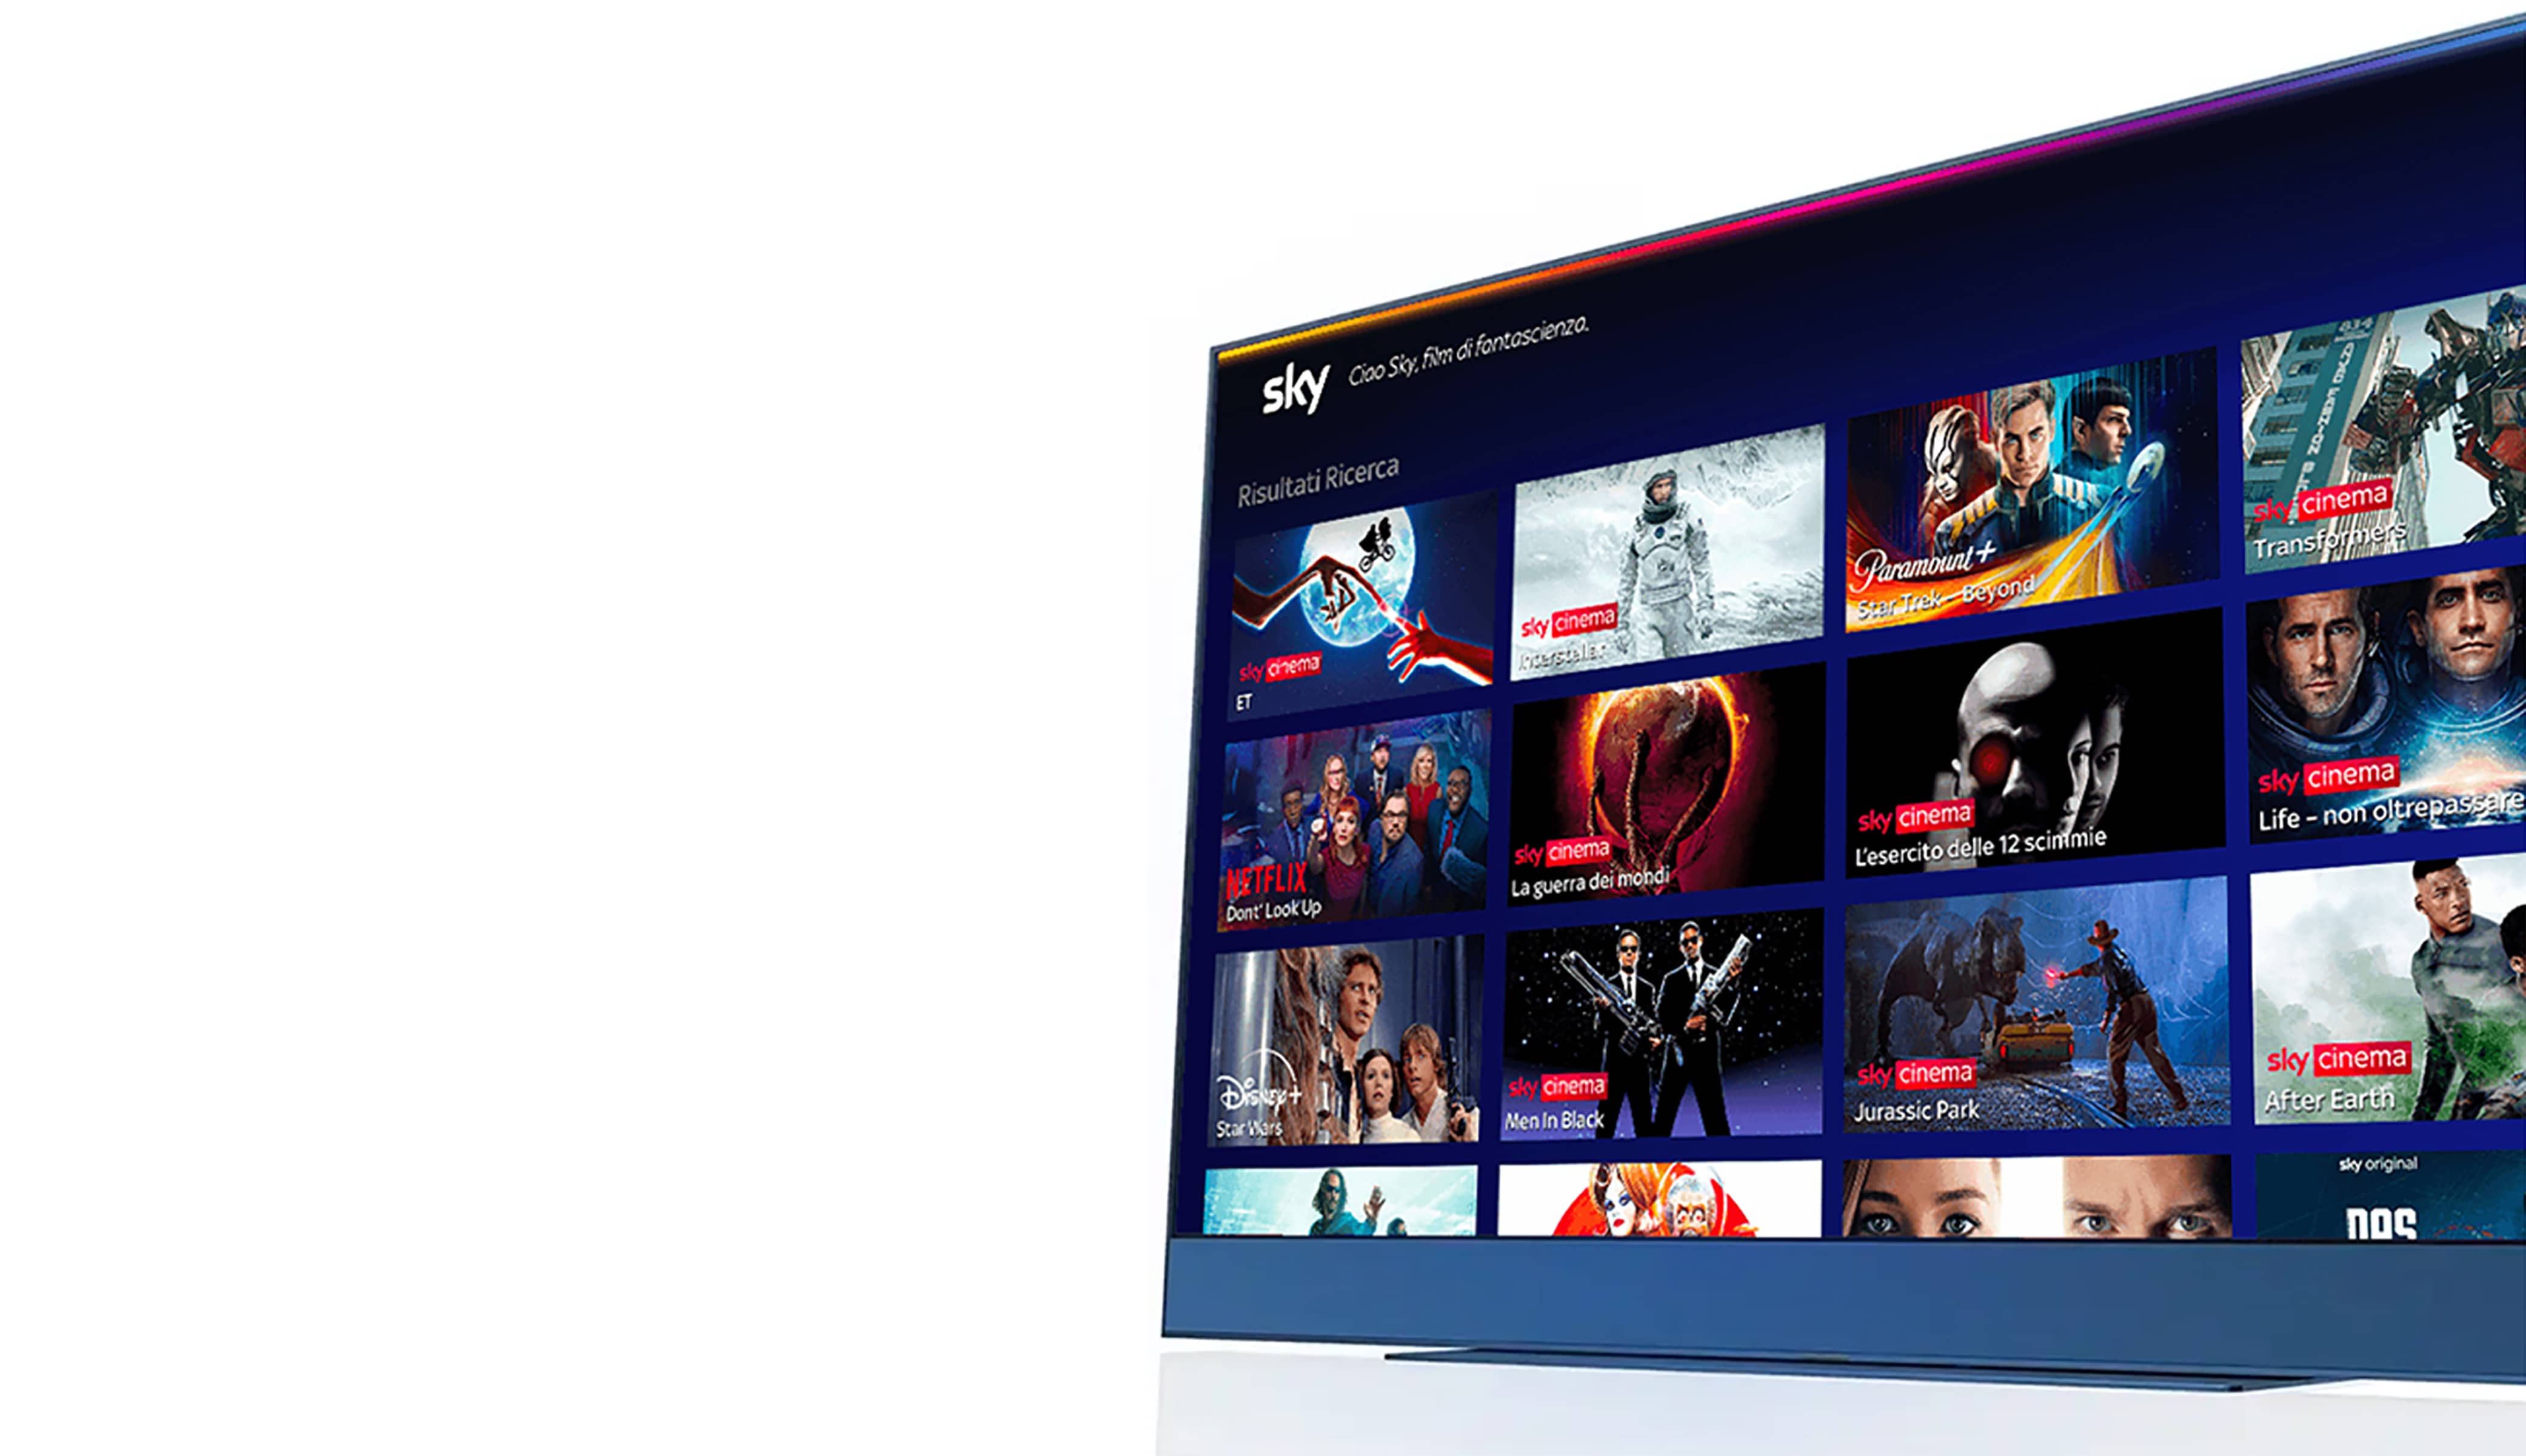 sky
Ciao Sky, film di fantascienza.
Risultati Ricerca
sky cinema
ET
sky cinema
Interstellar
Paramount+
Star Trek - Beyond
sky cinema
Transformers
NETFLIX
Dont' Look Up
sky cinema
La guerra dei mondi
sky cinema
L'esercito delle 12 scimmie
sky cinema
Life - non oltrepassare
Disney+
Star Wars
sky cinema
Men In Black
sky cinema
Jurassic Park
sky cinema
After Earth
sky original